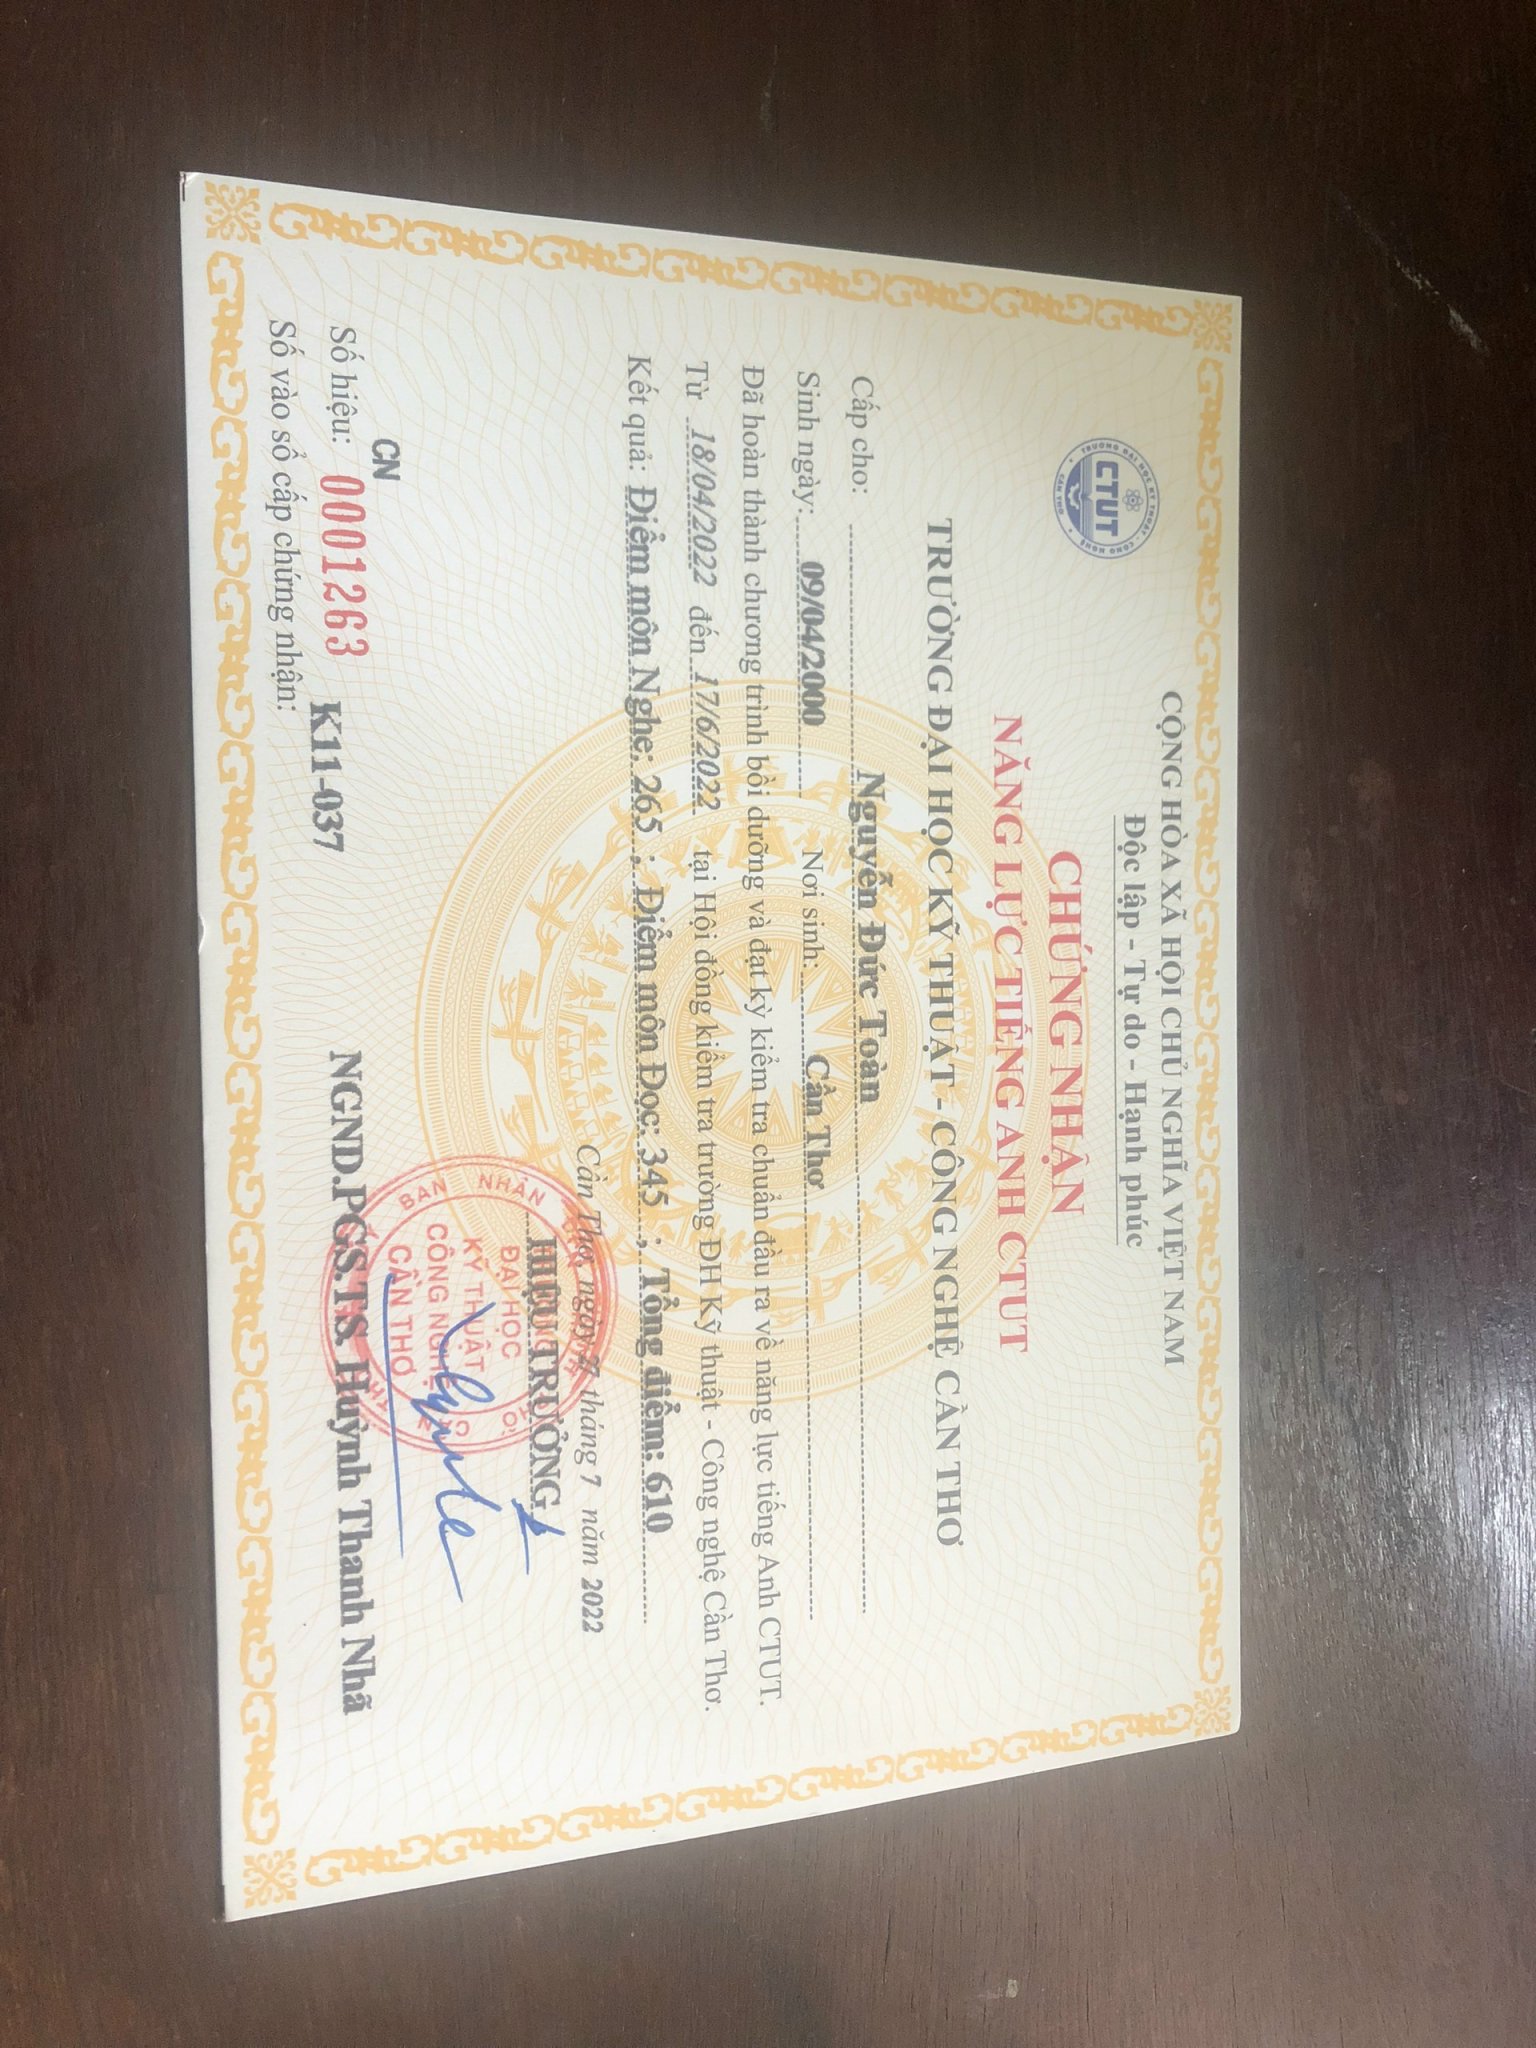 CỘNG HÒA XÃ HỘI CHỦ NGHĨA VIỆT NAM
Độc lập - Tự do - Hạnh phúc
TRƯỜNG ĐẠI HỌC KỸ THUẬT - CÔNG NGHỆ
CẦN THƠ
CTUT
CHỨNG NHẬN
NĂNG LỰC TIẾNG ANH CTUT
TRƯỜNG ĐẠI HỌC KỸ THUẬT - CÔNG NGHỆ CẦN THƠ
Cấp cho: Nguyễn Đức Toàn
Sinh ngày: 09/04/2000 Nơi sinh: Cần Thơ
Đã hoàn thành chương trình bồi dưỡng và đạt kỳ kiểm tra chuẩn đầu ra về năng lực tiếng Anh CTUT.
Từ 18/04/2022 đến 17/6/2022 tại Hội đồng kiểm tra trường ĐH Kỹ thuật - Công nghệ Cần Thơ.
Kết quả: Điểm môn Nghe: 265 ; Điểm môn Đọc: 345 ; Tổng điểm: 610
Cần Thơ, ngày tháng 7 năm 2022
HIỆU TRƯỞNG
BAN NHÂN
ĐẠI HỌC
KỸ THUẬT
CÔNG NGHỆ
CẦN THƠ
CN
Số hiệu: 0001263
Số vào sổ cấp chứng nhận: K11-037
NGND.PGS.TS. Huỳnh Thanh Nhã